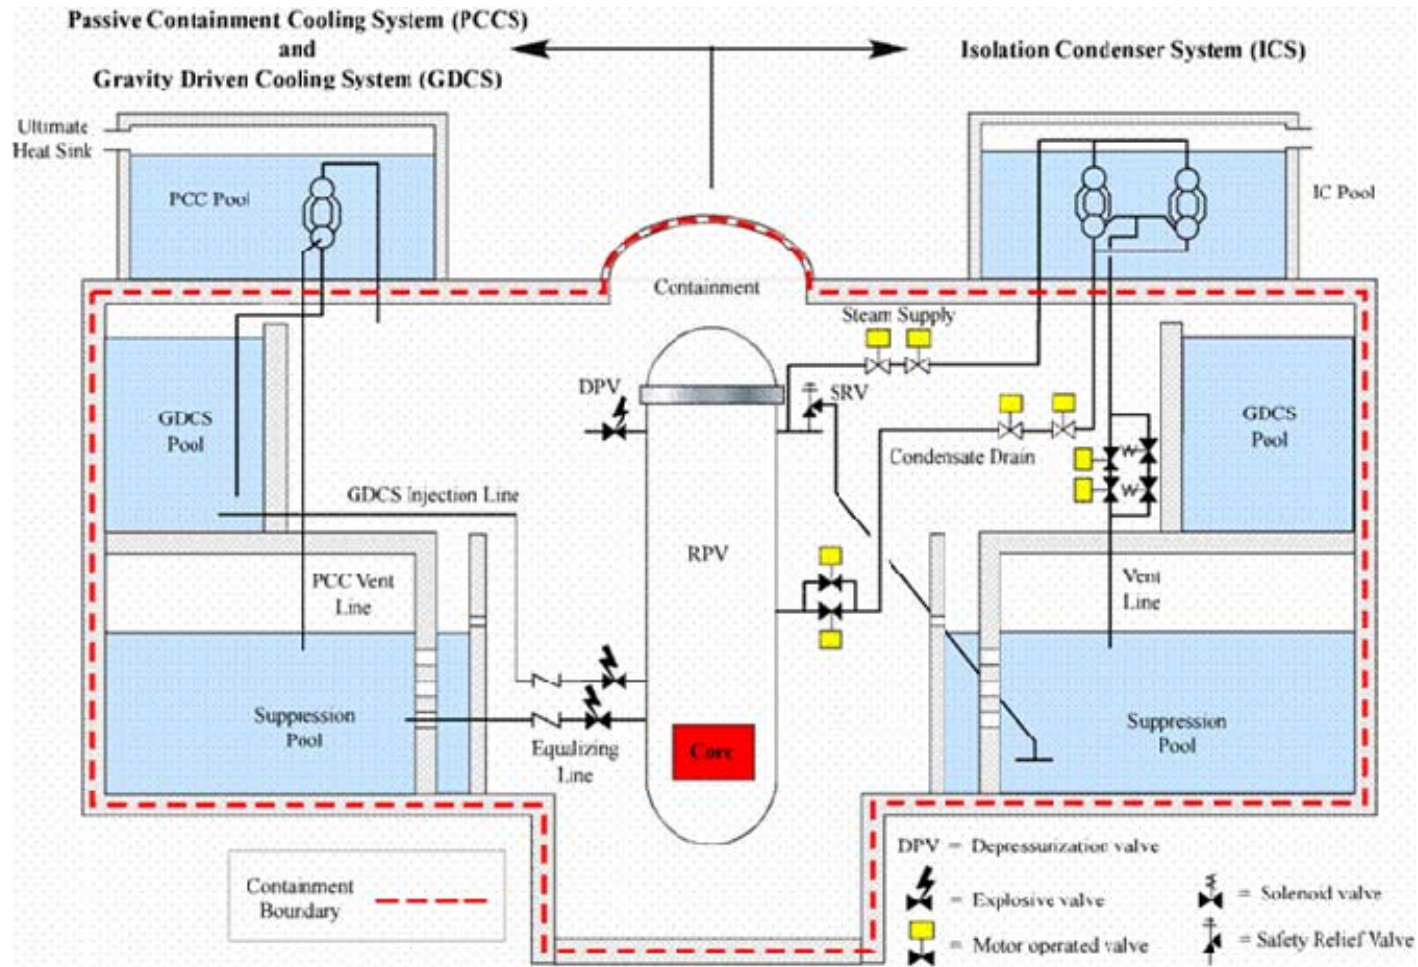 Passive Containment Cooling System (PCCS)
and
Gravity Driven Cooling System (GDCS)
Isolation Condenser System (ICS)
Ultimate
Heat Sink
PCC Pool
IC Pool
Containment
Steam Supply
DPV
SRV
GDCS
Pool
GDCS
Pool
Condensate Drain
GDCS Injection Line
RPV
PCC Vent
Line
Vent
Line
Suppression
Pool
Suppression
Pool
Equalizing
Line
Core
DPV = Depressurization valve
Containment
Boundary
= Explosive valve
= Solenoid valve
= Motor operated valve
= Safety Relief Valve